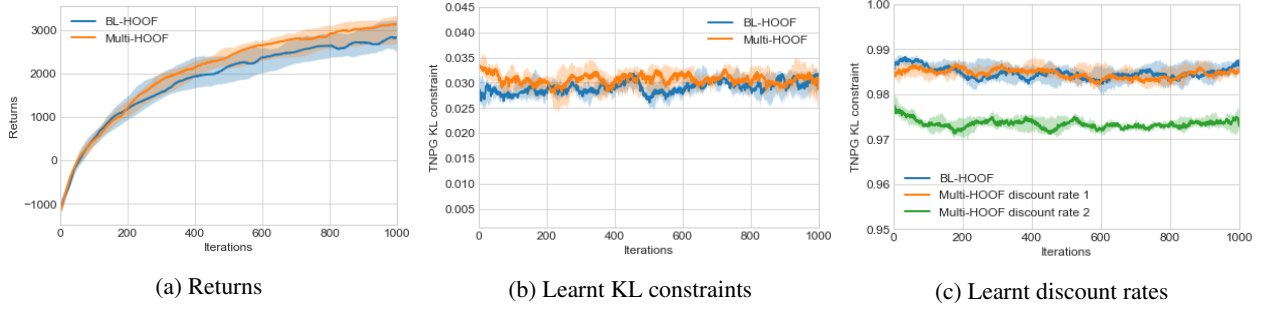 3000
2000
1000
0
−1000
0
200
400
600
800
1000
Returns
Iterations
BL-HOOF
Multi-HOOF
(a) Returns
0.045
0.040
0.035
0.030
0.025
0.020
0.015
0.010
0.005
0
200
400
600
800
1000
TNPG KL constraint
Iterations
BL-HOOF
Multi-HOOF
(b) Learnt KL constraints
1.00
0.99
0.98
0.97
0.96
0.95
0
200
400
600
800
1000
TNPG KL constraint
Iterations
BL-HOOF
Multi-HOOF discount rate 1
Multi-HOOF discount rate 2
(c) Learnt discount rates